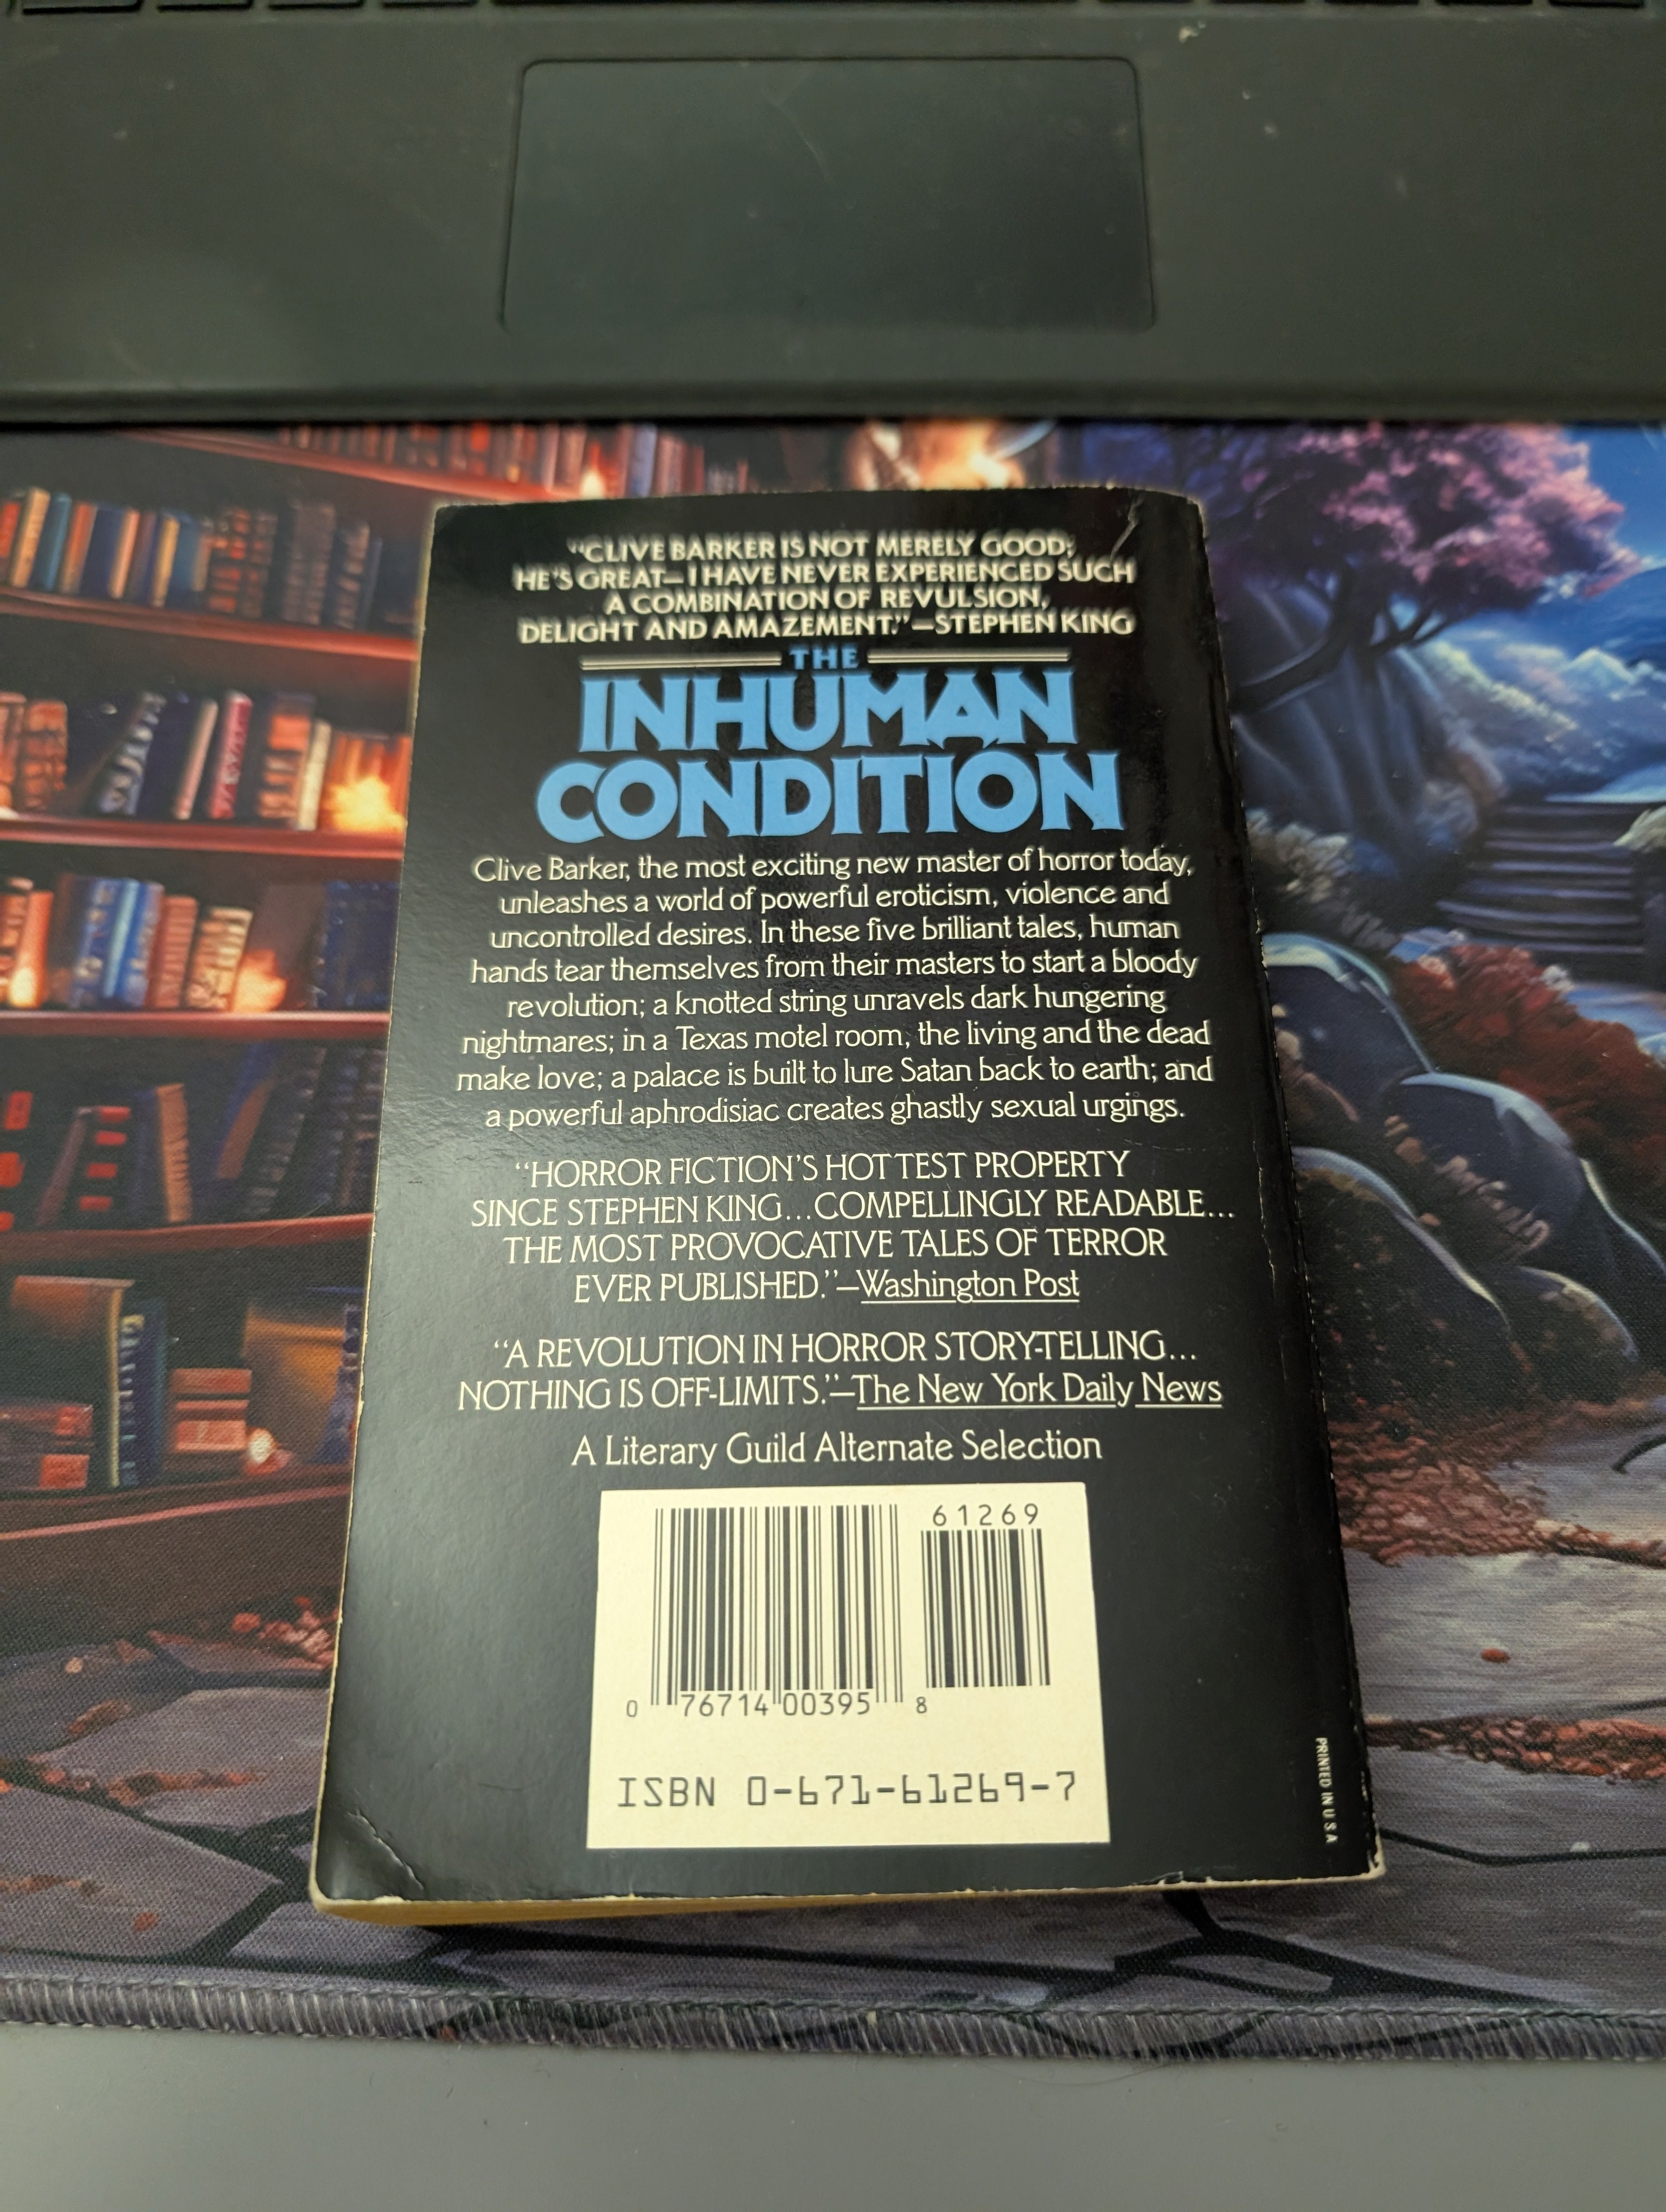 “CLIVE BARKER IS NOT MERELY GOOD;
HE'S GREAT—I HAVE NEVER EXPERIENCED SUCH
A COMBINATION OF REVULSION,
DELIGHT AND AMAZEMENT.”—STEPHEN KING
THE
INHUMAN
CONDITION
Clive Barker, the most exciting new master of horror today,
unleashes a world of powerful eroticism, violence and
uncontrolled desires. In these five brilliant tales, human
hands tear themselves from their masters to start a bloody
revolution; a knotted string unravels dark hungering
nightmares; in a Texas motel room, the living and the dead
make love; a palace is built to lure Satan back to earth; and
a powerful aphrodisiac creates ghastly sexual urgings.
“HORROR FICTION'S HOTTEST PROPERTY
SINCE STEPHEN KING...COMPELLINGLY READABLE...
THE MOST PROVOCATIVE TALES OF TERROR
EVER PUBLISHED.”—Washington Post
“A REVOLUTION IN HORROR STORY-TELLING...
NOTHING IS OFF-LIMITS.”—The New York Daily News
A Literary Guild Alternate Selection
61269
0 76714 00395 8
ISBN 0-671-61269-7
PRINTED IN U S A